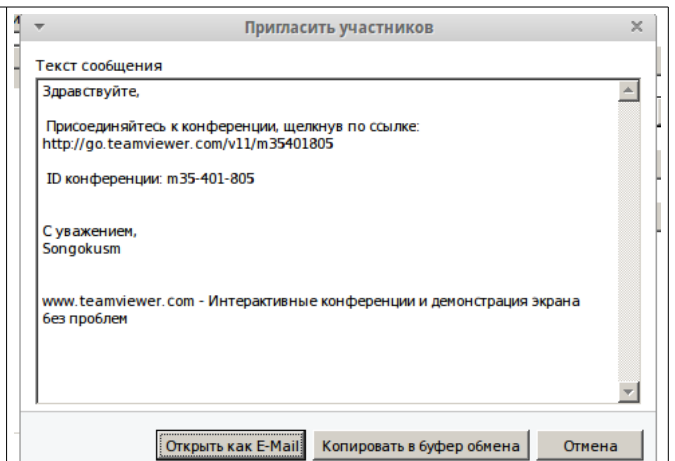 Пригласить участников
Текст сообщения
Здравствуйте,
Присоединяйтесь к конференции, щелкнув по ссылке:
http://go.teamviewer.com/v11/m35401805
ID конференции: m35-401-805
С уважением,
Songokusm
www.teamviewer.com - Интерактивные конференции и демонстрация экрана
без проблем
Открыть как E-Mail Копировать в буфер обмена Отмена